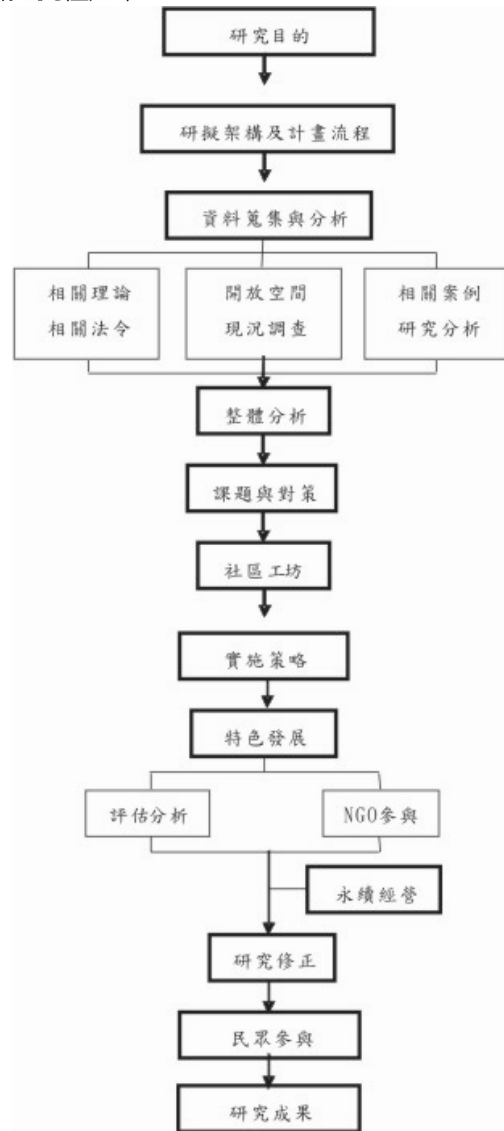 研究目的
研擬架構及計畫流程
資料蒐集與分析
相關理論
相關法令
開放空間
現況調查
相關案例
研究分析
整體分析
課題與對策
社區工坊
實施策略
特色發展
評估分析
NGO參與
永續經營
研究修正
民眾參與
研究成果